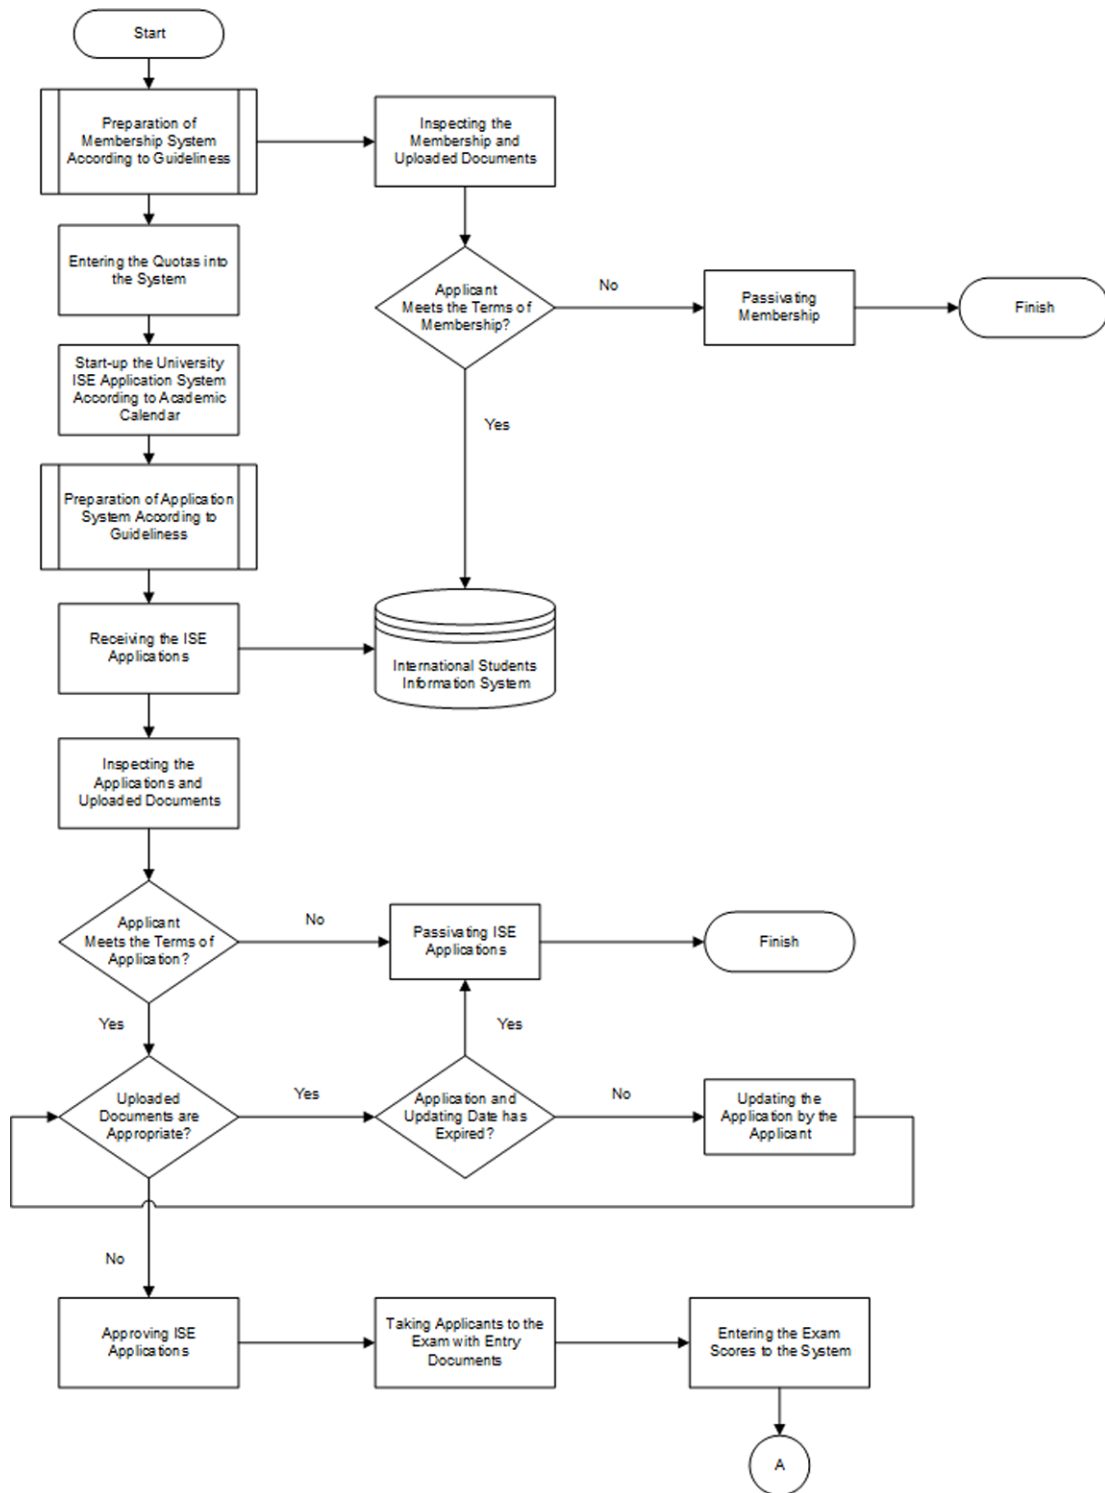 Start
Preparation of
Membership System
According to Guideliness
Inspecting the
Membership and
Uploaded Documents
Entering the Quotas into
the System
Applicant
Meets the Terms of
Membership?
No
Passivating
Membership
Finish
Start-up the University
ISE Application System
According to Academic
Calendar
Yes
Preparation of Application
System According to
Guideliness
Receiving the ISE
Applications
International Students
Information System
Inspecting the
Applications and
Uploaded Documents
Applicant
Meets the Terms of
Application?
No
Passivating ISE
Applications
Finish
Yes
Yes
Uploaded
Documents are
Appropriate?
Yes
Application and
Updating Date has
Expired?
No
Updating the
Application by the
Applicant
No
Approving ISE
Applications
Taking Applicants to the
Exam with Entry
Documents
Entering the Exam
Scores to the System
A